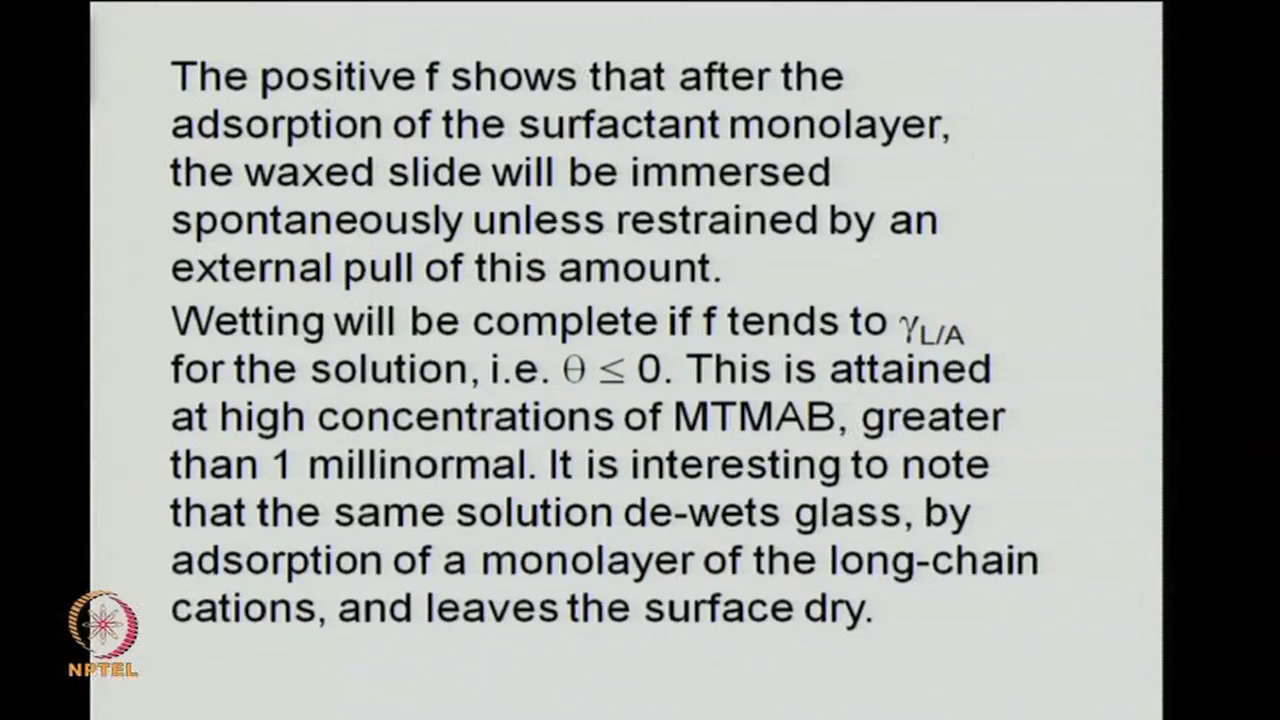 The positive f shows that after the
adsorption of the surfactant monolayer,
the waxed slide will be immersed
spontaneously unless restrained by an
external pull of this amount.
Wetting will be complete if f tends to γL/A
for the solution, i.e. θ ≤ 0. This is attained
at high concentrations of MTMAB, greater
than 1 millinormal. It is interesting to note
that the same solution de-wets glass, by
adsorption of a monolayer of the long-chain
cations, and leaves the surface dry.
NPTEL